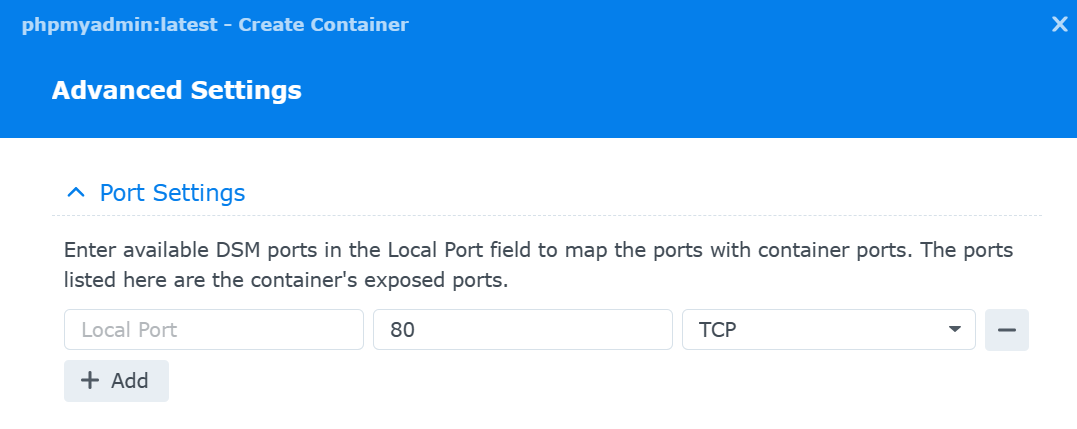 phpmyadmin:latest - Create Container
Advanced Settings
Port Settings
Enter available DSM ports in the Local Port field to map the ports with container ports. The ports
listed here are the container's exposed ports.
Local Port 80 TCP
Add